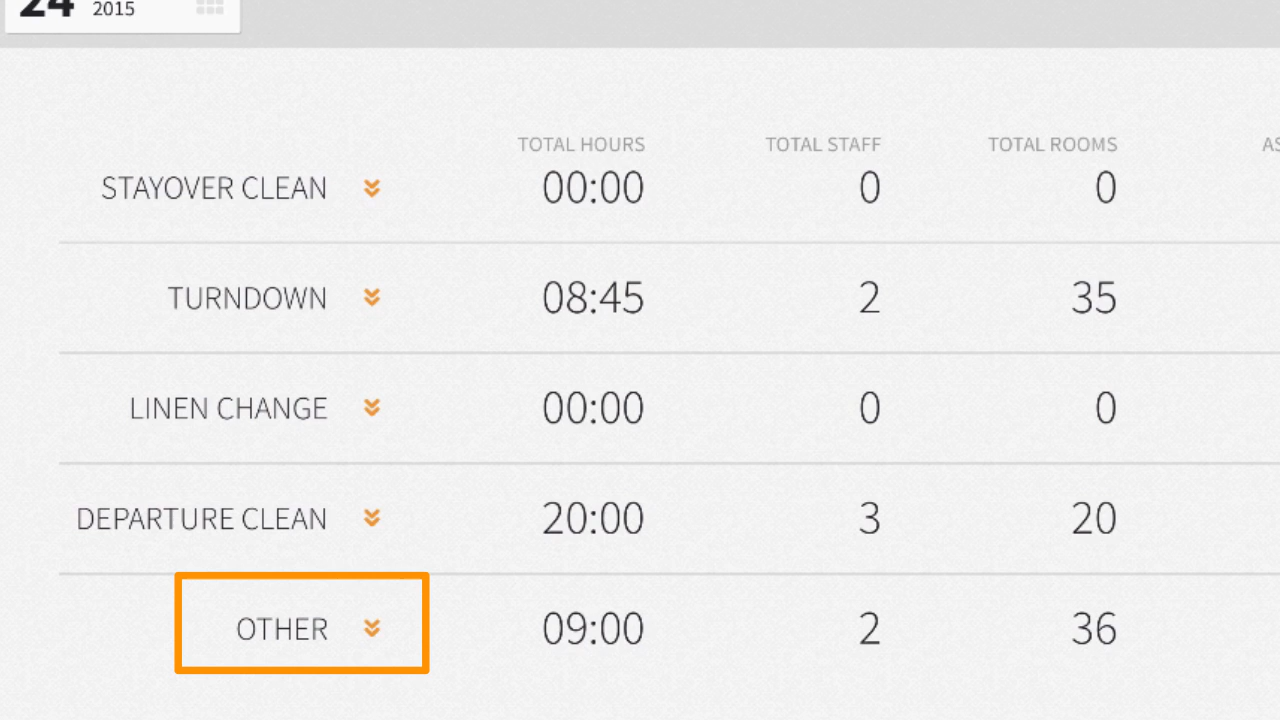 24 2015
TOTAL HOURS TOTAL STAFF TOTAL ROOMS
STAYOVER CLEAN 00:00 0 0
TURNDOWN 08:45 2 35
LINEN CHANGE 00:00 0 0
DEPARTURE CLEAN 20:00 3 20
OTHER 09:00 2 36